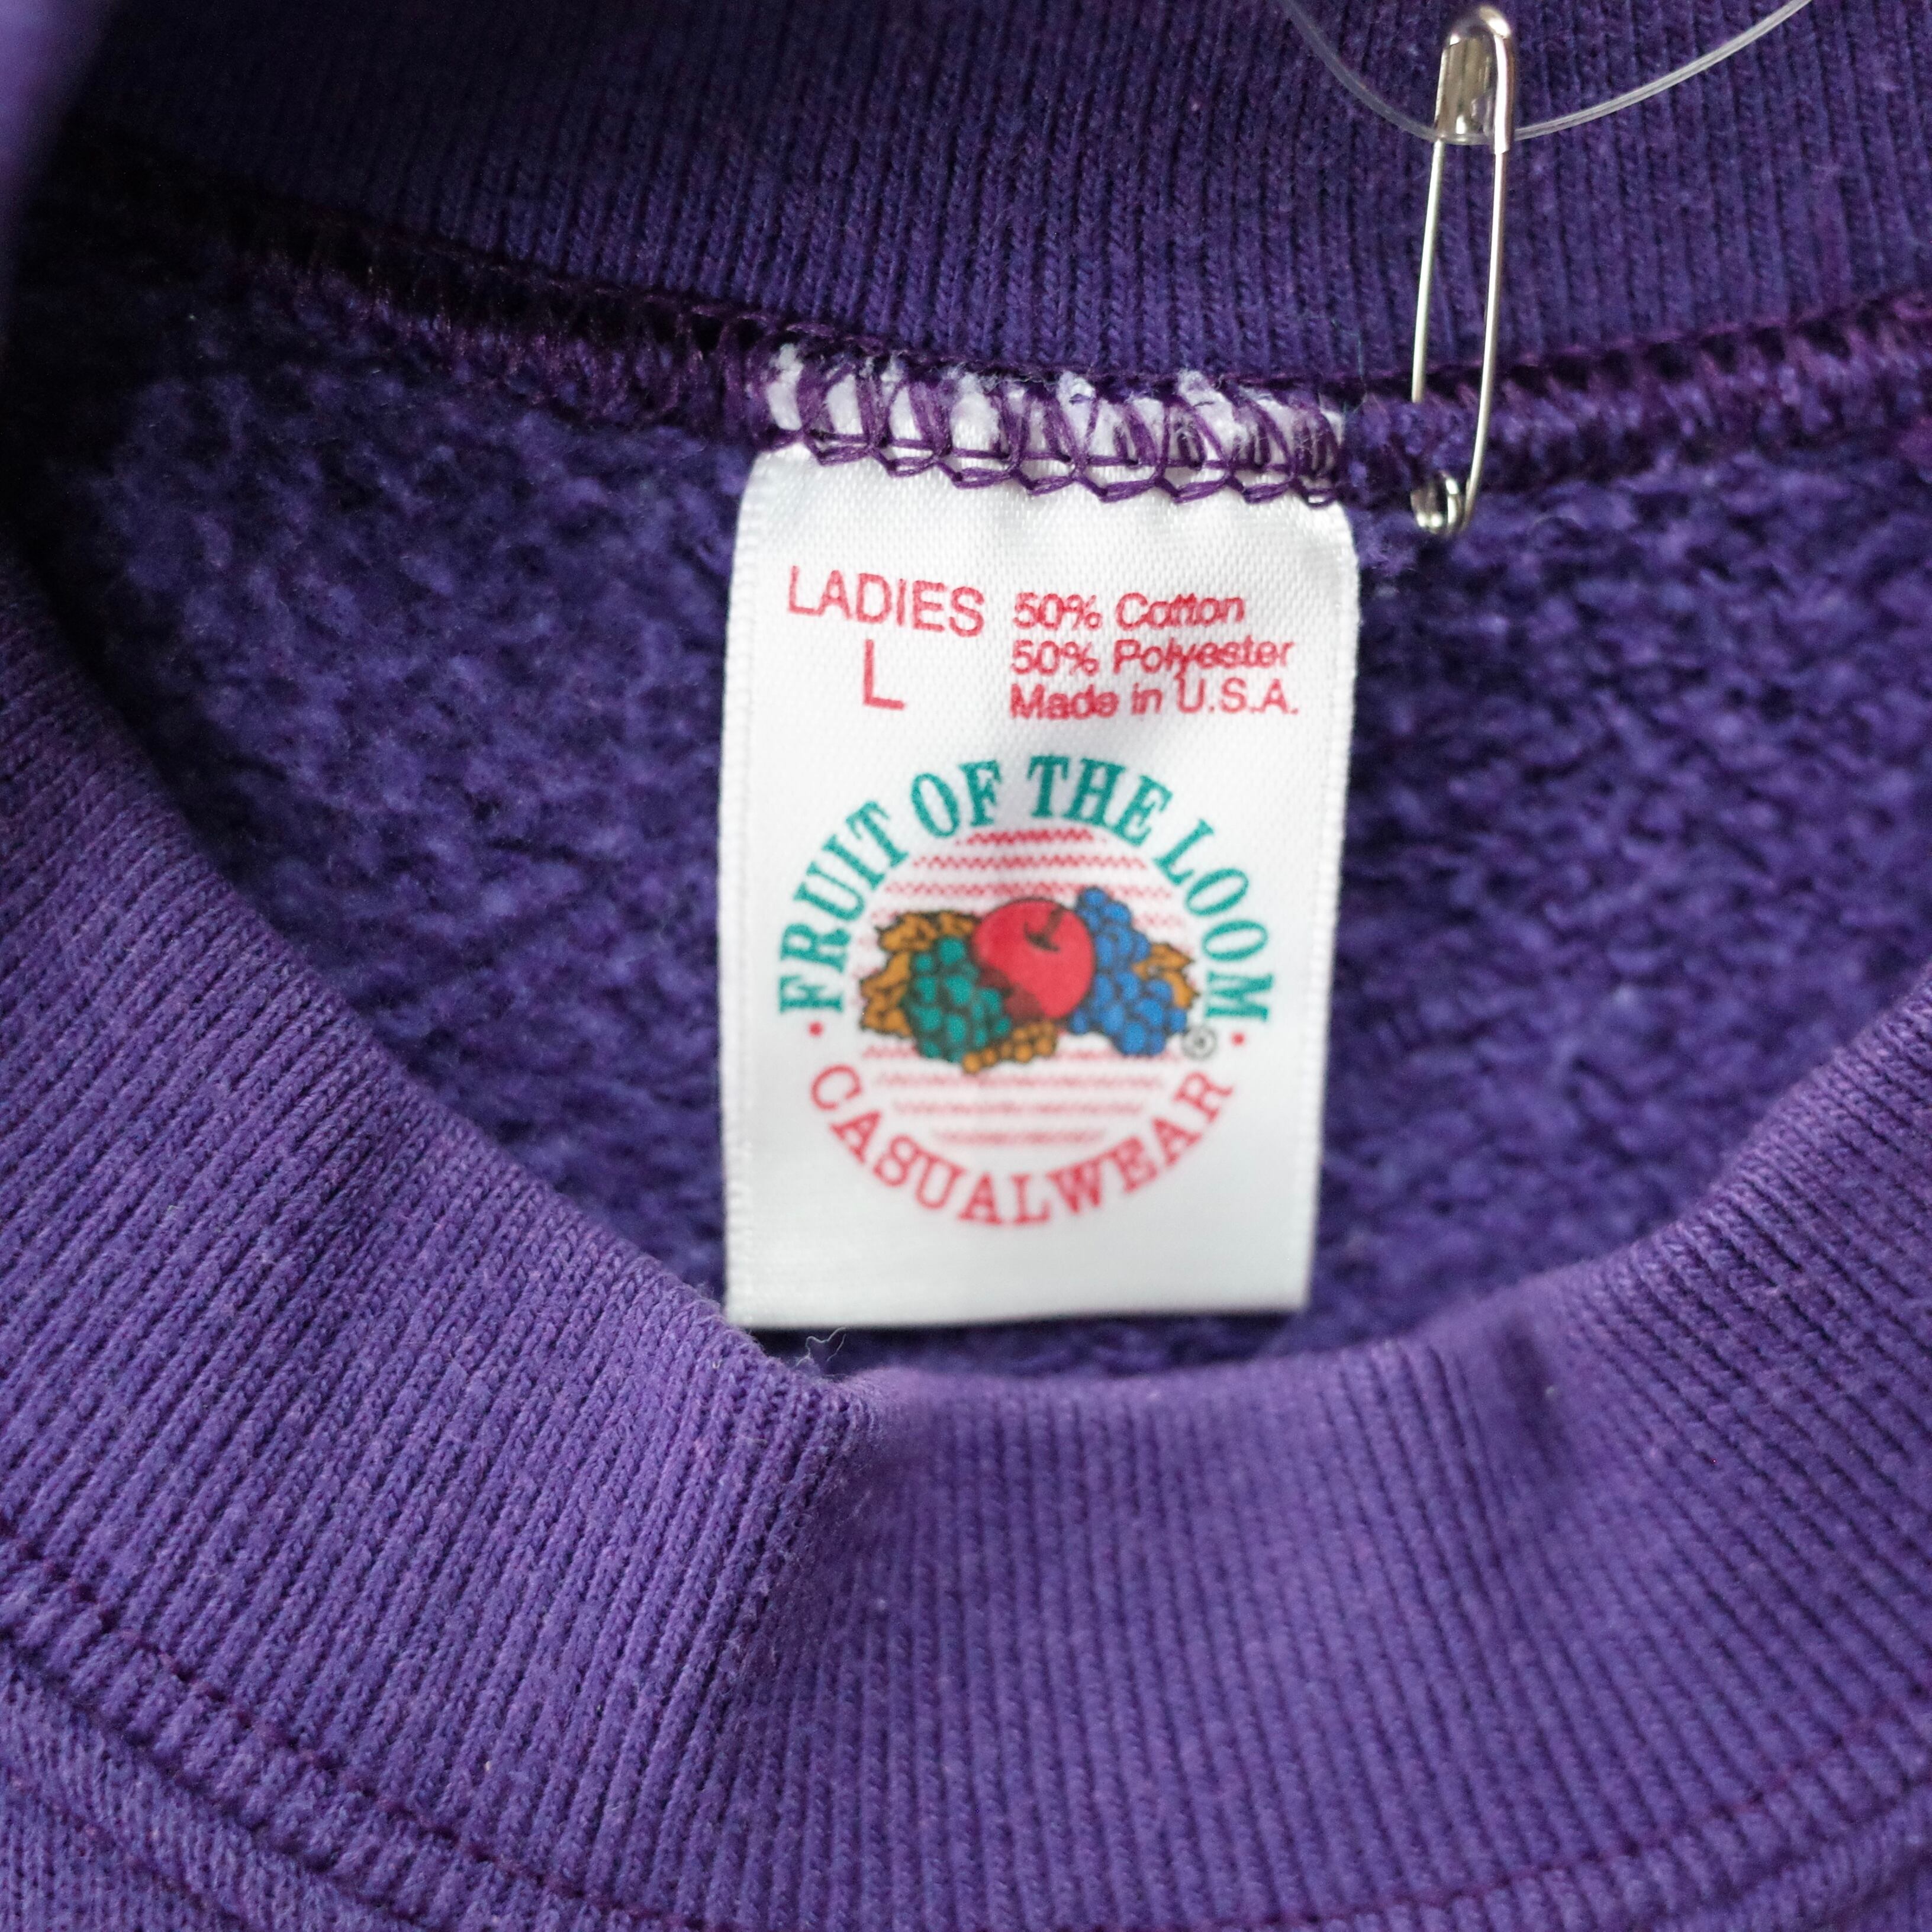 LADIES
L
50% Cotton
50% Polyester
Made in U.S.A.
FRUIT OF THE LOOM
®
CASUALWEAR